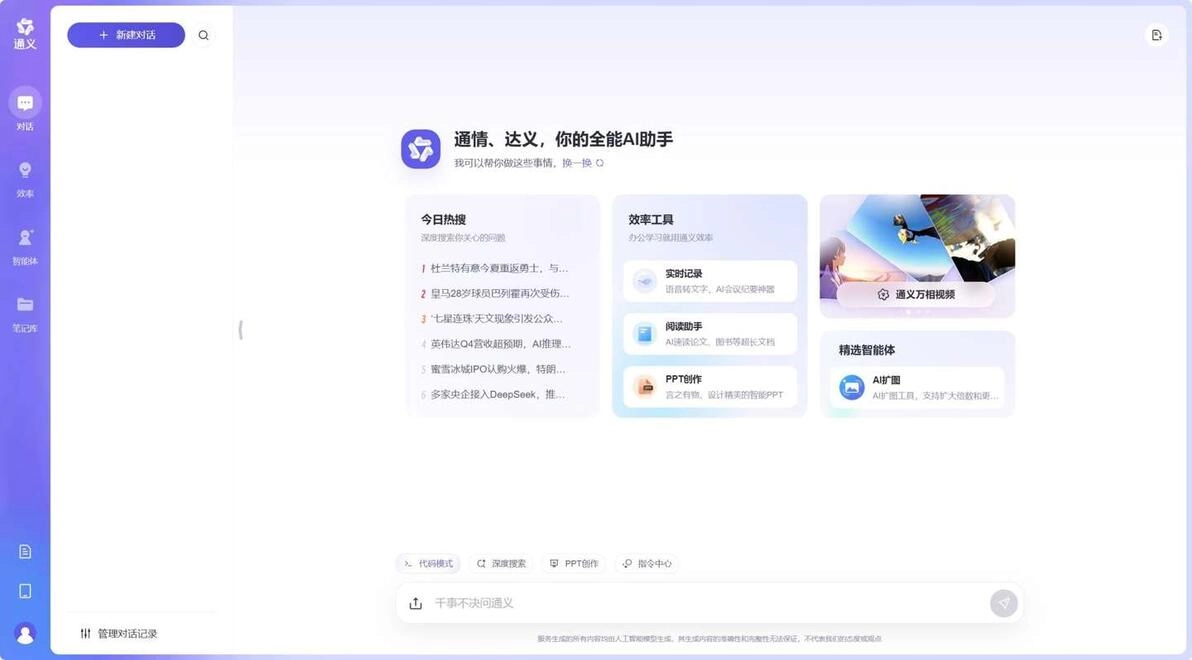 通义
对话
效率
智能体
笔记库
新建对话
管理对话记录
通情、达义，你的全能AI助手
我可以帮你做这些事情，换一换
今日热搜
深度搜索你关心的问题
1 杜兰特有意今夏重返勇士，与...
2 皇马28岁球员巴列霍再次受伤...
3 '七星连珠'天文现象引发公众...
4 英伟达Q4营收超预期，AI推理...
5 蜜雪冰城IPO认购火爆，特朗...
6 多家央企接入DeepSeek，推...
效率工具
办公学习就用通义效率
实时记录
语音转文字，AI会议纪要神器
阅读助手
AI速读论文、图书等超长文档
PPT创作
言之有物、设计精美的智能PPT
通义万相视频
精选智能体
AI扩图
AI扩图工具，支持扩大倍数和更...
代码模式
深度搜索
PPT创作
指令中心
千事不决问通义
服务生成的所有内容均由人工智能模型生成，其生成内容的准确性和完整性无法保证，不代表我们的态度或观点